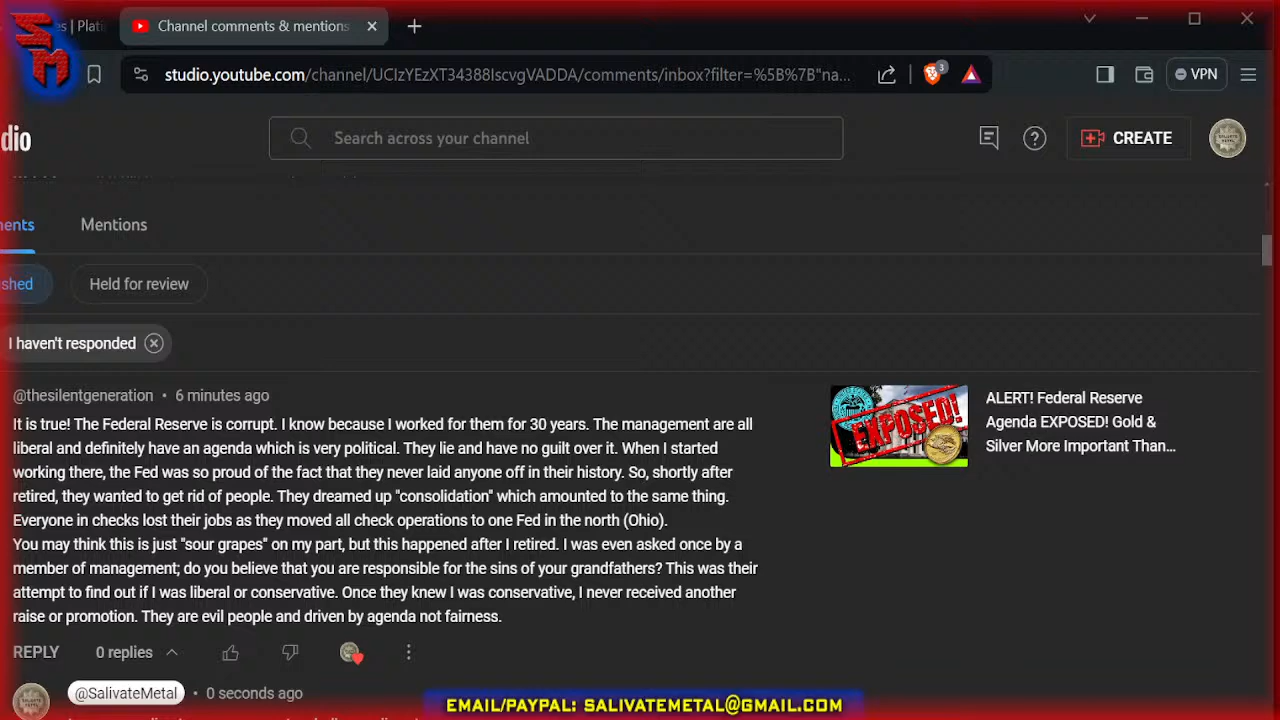 SM
es | Plati
Channel comments & mentions
studio.youtube.com/channel/UCIzYEzXT34388IscvgVADDA/comments/inbox?filter=%5B%7B"na...
3
VPN
dio
Search across your channel
CREATE
ents
Mentions
shed
Held for review
I haven't responded
@thesilentgeneration • 6 minutes ago
It is true! The Federal Reserve is corrupt. I know because I worked for them for 30 years. The management are all
liberal and definitely have an agenda which is very political. They lie and have no guilt over it. When I started
working there, the Fed was so proud of the fact that they never laid anyone off in their history. So, shortly after
retired, they wanted to get rid of people. They dreamed up "consolidation" which amounted to the same thing.
Everyone in checks lost their jobs as they moved all check operations to one Fed in the north (Ohio).
You may think this is just "sour grapes" on my part, but this happened after I retired. I was even asked once by a
member of management; do you believe that you are responsible for the sins of your grandfathers? This was their
attempt to find out if I was liberal or conservative. Once they knew I was conservative, I never received another
raise or promotion. They are evil people and driven by agenda not fairness.
EXPOSED!
ALERT! Federal Reserve
Agenda EXPOSED! Gold &
Silver More Important Than...
REPLY
0 replies
@SalivateMetal • 0 seconds ago
EMAIL/PAYPAL: SALIVATEMETAL@GMAIL.COM